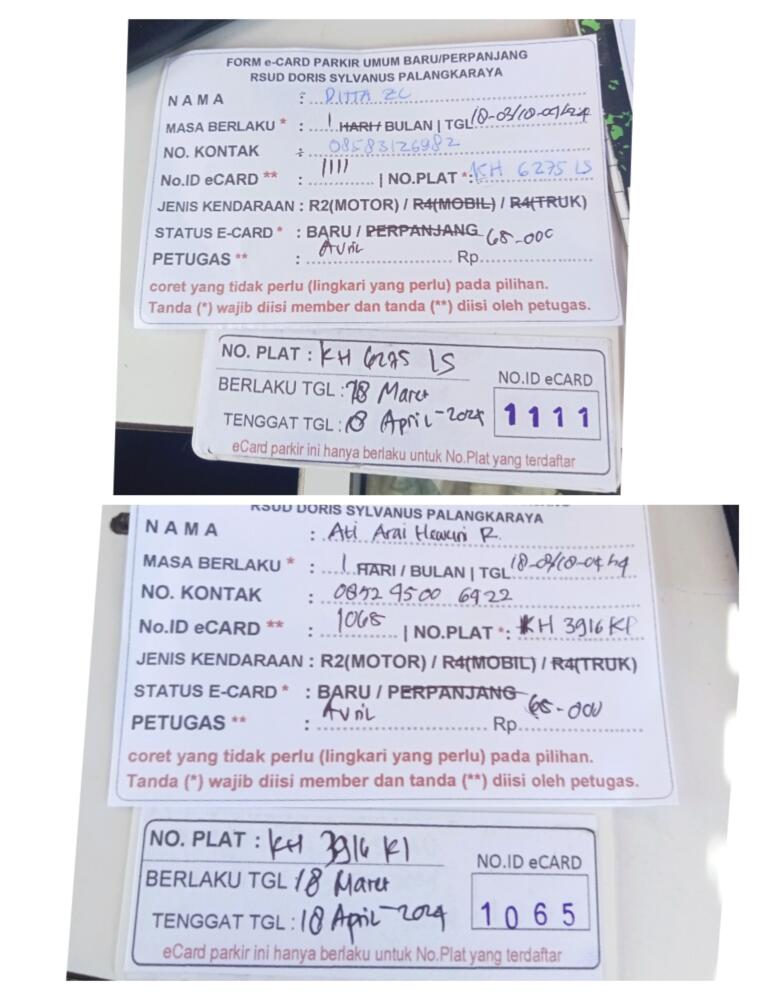 FORM e-CARD PARKIR UMUM BARU/PERPANJANG
RSUD DORIS SYLVANUS PALANGKARAYA
NAMA : DITTA ZC
MASA BERLAKU * : 1 HARI / BULAN | TGL 18-03/18-04/24
NO. KONTAK : 08583126982
No.ID eCARD ** : 1111 | NO.PLAT *: KH 6275 LS
JENIS KENDARAAN : R2(MOTOR) / R4(MOBIL) / R4(TRUK)
STATUS E-CARD * : BARU / PERPANJANG
PETUGAS ** : Avril Rp. 65-000
coret yang tidak perlu (lingkari yang perlu) pada pilihan.
Tanda (*) wajib diisi member dan tanda (**) diisi oleh petugas.
NO. PLAT : KH 6275 LS
BERLAKU TGL : 18 Maret
TENGGAT TGL : 18 April-2024
NO.ID eCARD
1111
eCard parkir ini hanya berlaku untuk No.Plat yang terdaftar
RSUD DORIS SYLVANUS PALANGKARAYA
NAMA : Ati Arai R.
MASA BERLAKU * : 1 HARI / BULAN | TGL 18-03/18-04/24
NO. KONTAK : 0852 4500 6922
No.ID eCARD ** : 1065 | NO.PLAT *: KH 3916 KI
JENIS KENDARAAN : R2(MOTOR) / R4(MOBIL) / R4(TRUK)
STATUS E-CARD * : BARU / PERPANJANG
PETUGAS ** : Avril Rp. 65-000
coret yang tidak perlu (lingkari yang perlu) pada pilihan.
Tanda (*) wajib diisi member dan tanda (**) diisi oleh petugas.
NO. PLAT : KH 3916 KI
BERLAKU TGL : 18 Maret
TENGGAT TGL : 18 April-2024
NO.ID eCARD
1065
eCard parkir ini hanya berlaku untuk No.Plat yang terdaftar